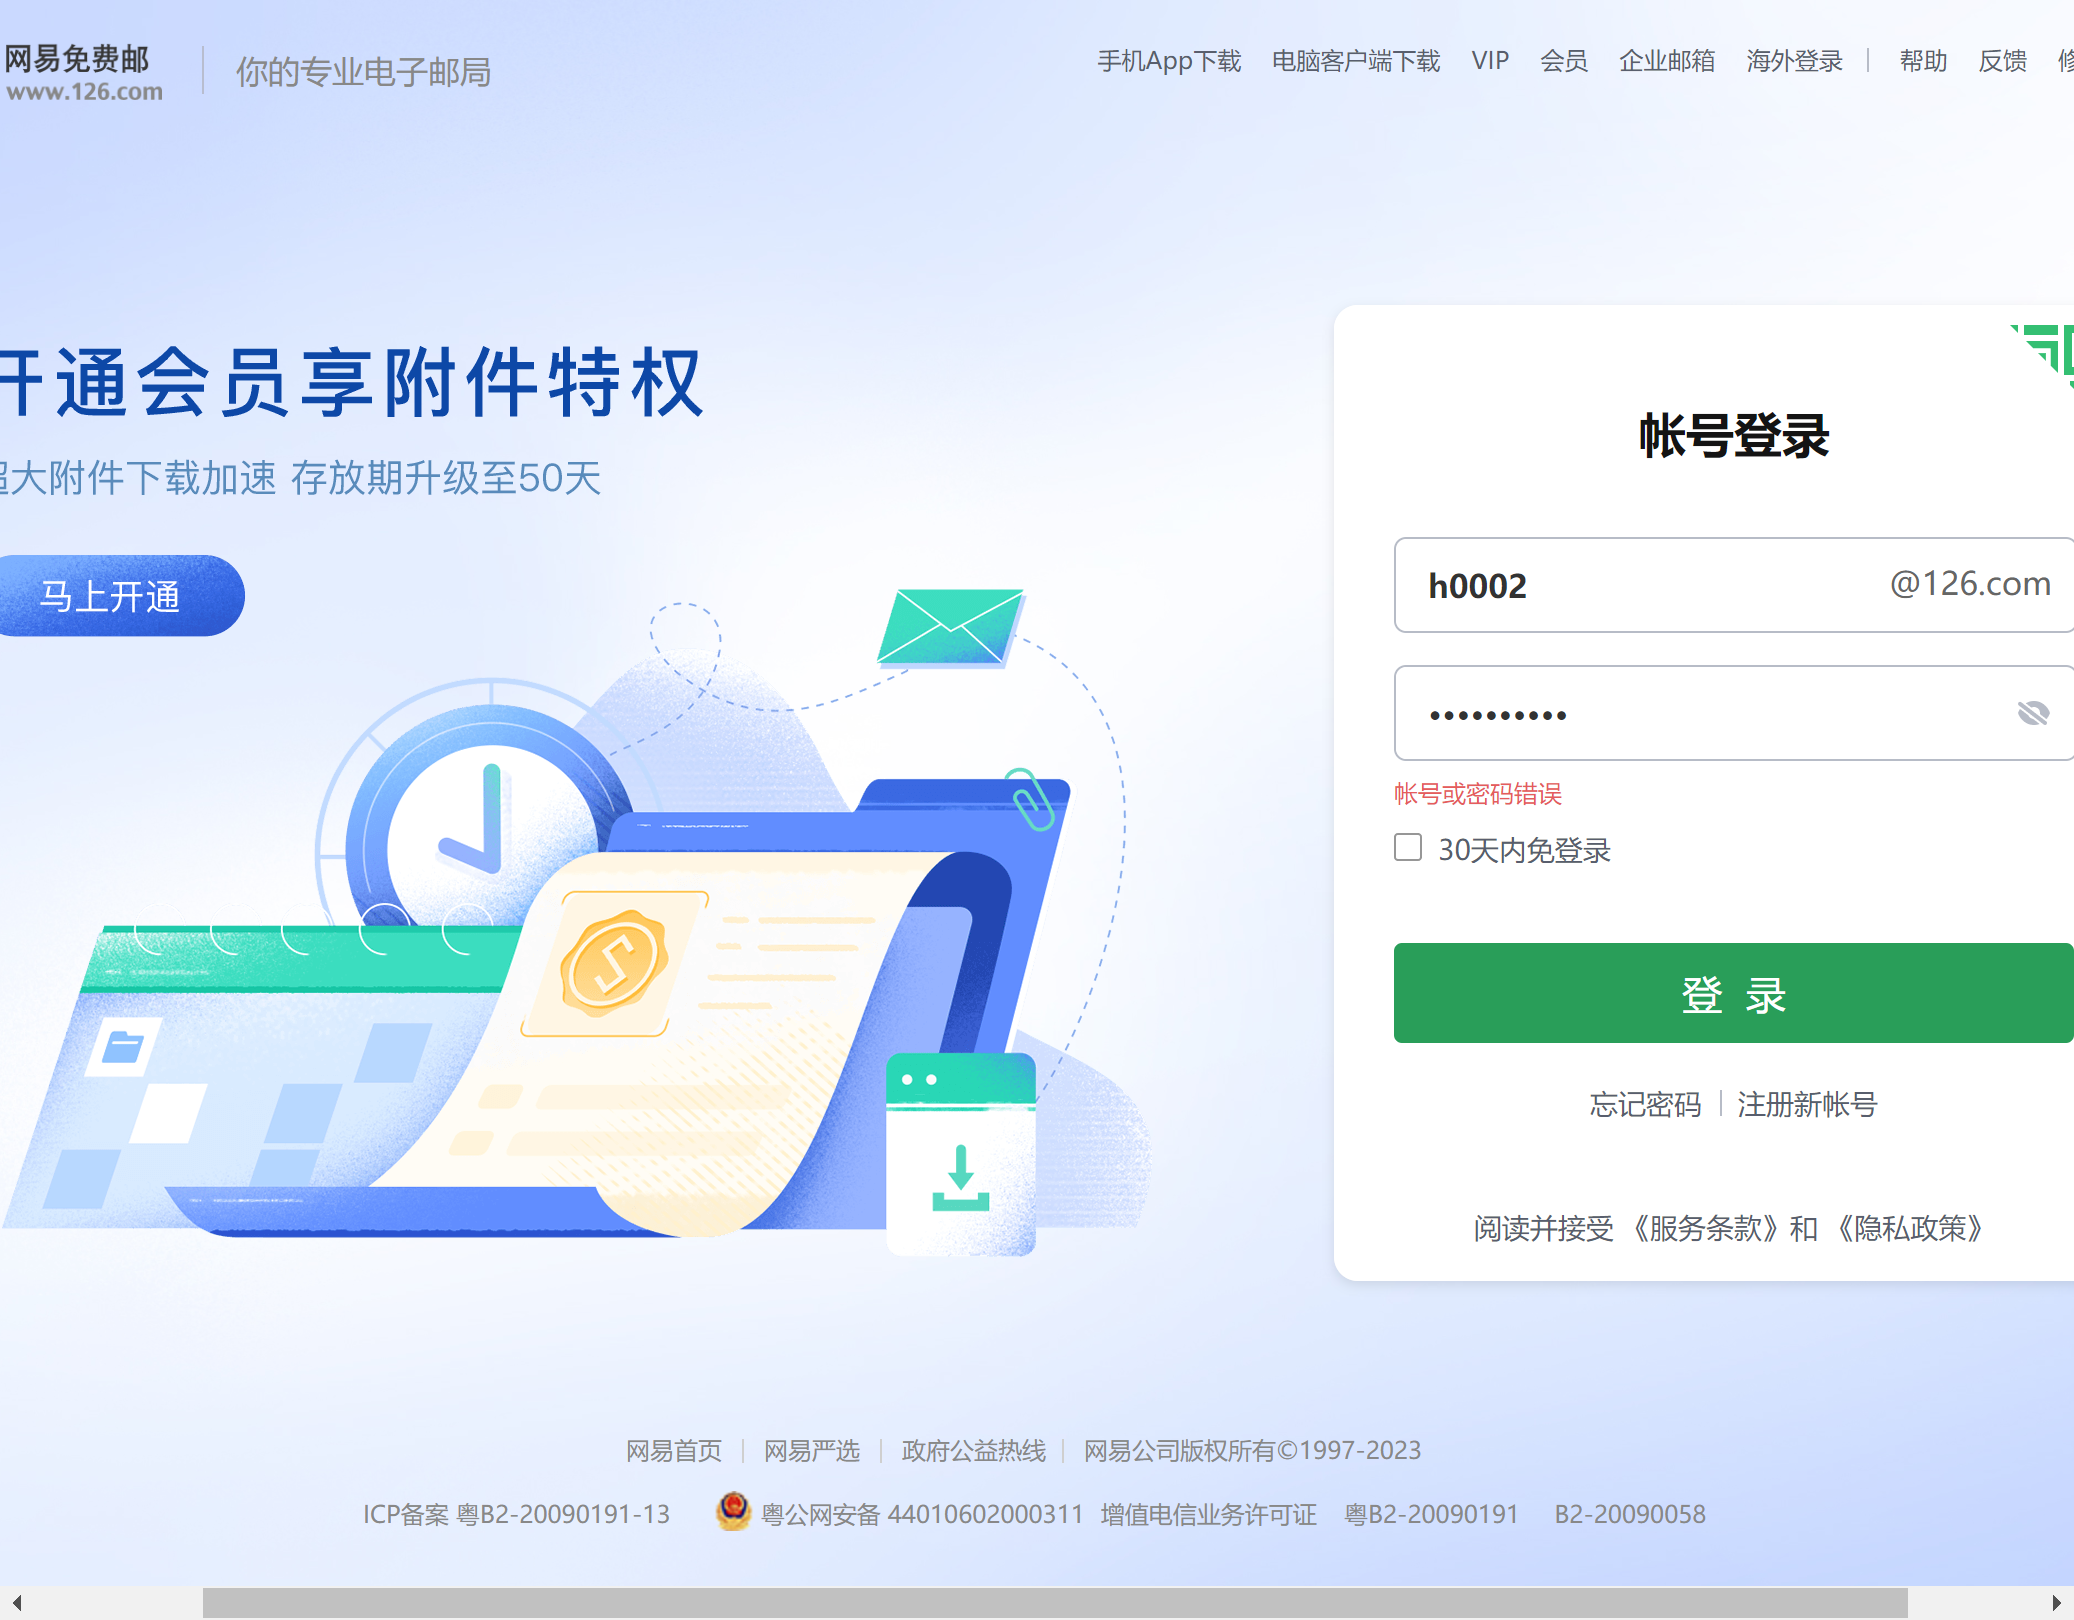 网易免费邮
www.126.com
你的专业电子邮局
手机App下载 电脑客户端下载 VIP 会员 企业邮箱 海外登录 帮助 反馈
开通会员享附件特权
超大附件下载加速 存放期升级至50天
马上开通
帐号登录
h0002 @126.com
••••••••••
帐号或密码错误
30天内免登录
登 录
忘记密码 注册新帐号
阅读并接受《服务条款》和《隐私政策》
网易首页 网易严选 政府公益热线 网易公司版权所有©1997-2023
ICP备案 粤B2-20090191-13 粤公网安备 44010602000311 增值电信业务许可证 粤B2-20090191 B2-20090058